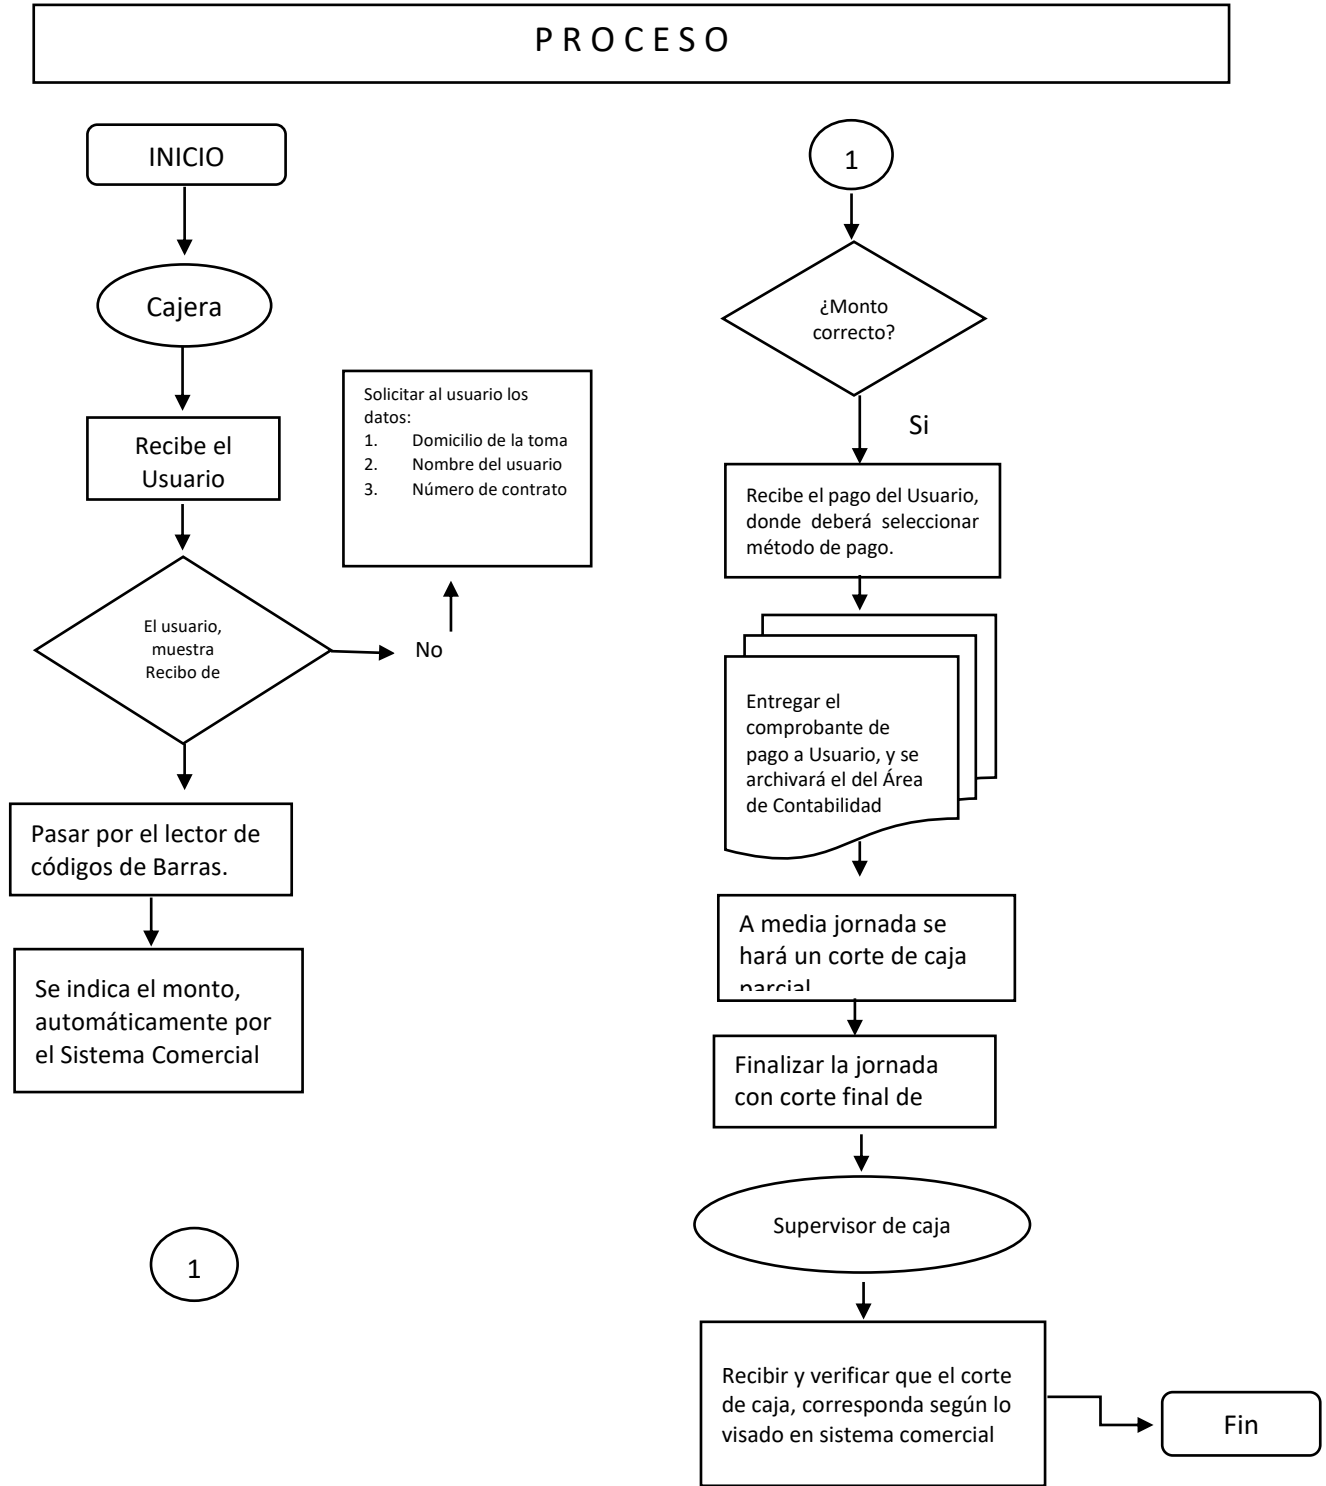 P R O C E S O
INICIO
Cajera
Recibe el
Usuario
El usuario,
muestra
Recibo de
No
Solicitar al usuario los
datos:
1. Domicilio de la toma
2. Nombre del usuario
3. Número de contrato
Pasar por el lector de
códigos de Barras.
Se indica el monto,
automáticamente por
el Sistema Comercial
1
1
¿Monto
correcto?
Si
Recibe el pago del Usuario,
donde deberá seleccionar
método de pago.
Entregar el
comprobante de
pago a Usuario, y se
archivará el del Área
de Contabilidad
A media jornada se
hará un corte de caja
parcial
Finalizar la jornada
con corte final de
Supervisor de caja
Recibir y verificar que el corte
de caja, corresponda según lo
visado en sistema comercial
Fin